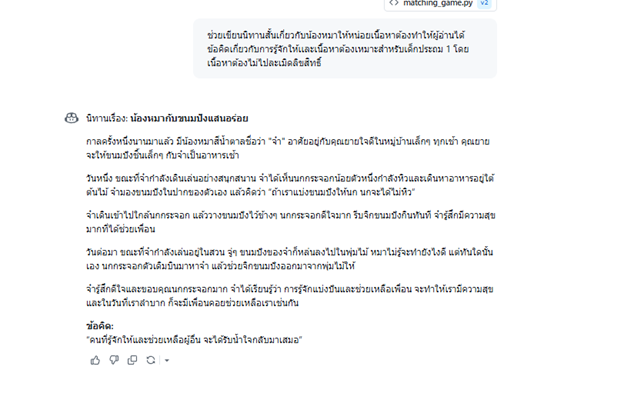 matching_game.py v2
ช่วยเขียนนิทานสั้นเกี่ยวกับน้องหมาให้หน่อยเนื้อหาต้องทำให้ผู้อ่านได้
ข้อคิดเกี่ยวกับการรู้จักให้และเนื้อหาต้องเหมาะสำหรับเด็กประถม 1 โดย
เนื้อหาต้องไม่ไปละเมิดลิขสิทธิ์
นิทานเรื่อง: น้องหมากับขนมปังแสนอร่อย
กาลครั้งหนึ่งนานมาแล้ว มีน้องหมาสีน้ำตาลชื่อว่า "จ๋า" อาศัยอยู่กับคุณยายใจดีในหมู่บ้านเล็กๆ ทุกเช้า คุณยาย
จะให้ขนมปังชิ้นเล็กๆ กับจ๋าเป็นอาหารเช้า
วันหนึ่ง ขณะที่จ๋ากำลังเดินเล่นอย่างสนุกสนาน จ๋าได้เห็นนกกระจอกน้อยตัวหนึ่งกำลังหิวและเดินหาอาหารอยู่ใต้
ต้นไม้ จ๋ามองขนมปังในปากของตัวเอง แล้วคิดว่า "ถ้าเราแบ่งขนมปังให้นก นกจะได้ไม่หิว"
จ๋าเดินเข้าไปใกล้นกกระจอก แล้ววางขนมปังไว้ข้างๆ นกกระจอกดีใจมาก รีบจิกขนมปังกินทันที จ๋ารู้สึกมีความสุข
มากที่ได้ช่วยเพื่อน
วันต่อมา ขณะที่จ๋ากำลังเล่นอยู่ในสวน จู่ๆ ขนมปังของจ๋าก็หล่นลงไปในพุ่มไม้ หมาไม่รู้จะทำยังไงดี แต่ทันใดนั้น
เอง นกกระจอกตัวเดิมบินมาหาจ๋า แล้วช่วยจิกขนมปังออกมาจากพุ่มไม้ให้
จ๋ารู้สึกดีใจและขอบคุณนกกระจอกมาก จ๋าได้เรียนรู้ว่า การรู้จักแบ่งปันและช่วยเหลือเพื่อน จะทำให้เรามีความสุข
และในวันที่เราลำบาก ก็จะมีเพื่อนคอยช่วยเหลือเราเช่นกัน
ข้อคิด:
"คนที่รู้จักให้และช่วยเหลือผู้อื่น จะได้รับน้ำใจกลับมาเสมอ"